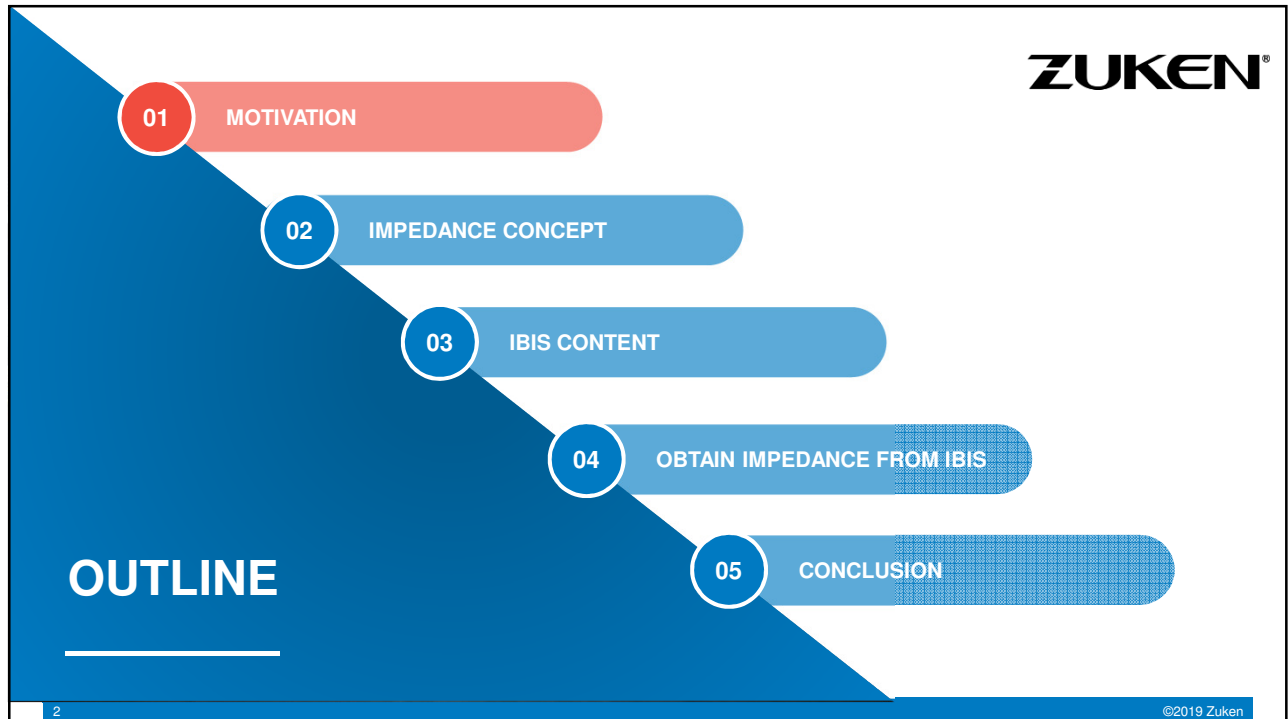 ZUKEN®
01 MOTIVATION
02 IMPEDANCE CONCEPT
03 IBIS CONTENT
04 OBTAIN IMPEDANCE FROM IBIS
05 CONCLUSION
OUTLINE
2 ©2019 Zuken